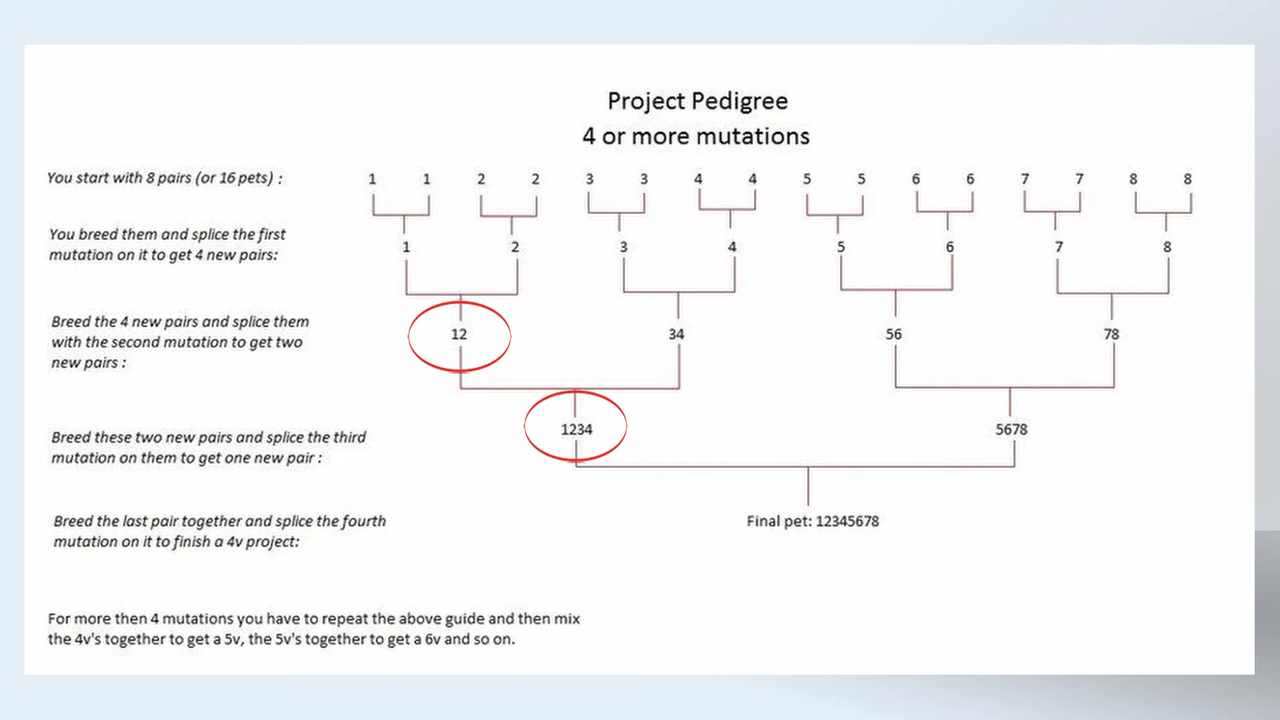 Project Pedigree
4 or more mutations
You start with 8 pairs (or 16 pets) :
1 1 2 2 3 3 4 4 5 5 6 6 7 7 8 8
You breed them and splice the first
mutation on it to get 4 new pairs:
1 2 3 4 5 6 7 8
Breed the 4 new pairs and splice them
with the second mutation to get two
new pairs :
12 34 56 78
Breed these two new pairs and splice the third
mutation on them to get one new pair :
1234 5678
Breed the last pair together and splice the fourth
mutation on it to finish a 4v project:
Final pet: 12345678
For more then 4 mutations you have to repeat the above guide and then mix
the 4v's together to get a 5v, the 5v's together to get a 6v and so on.